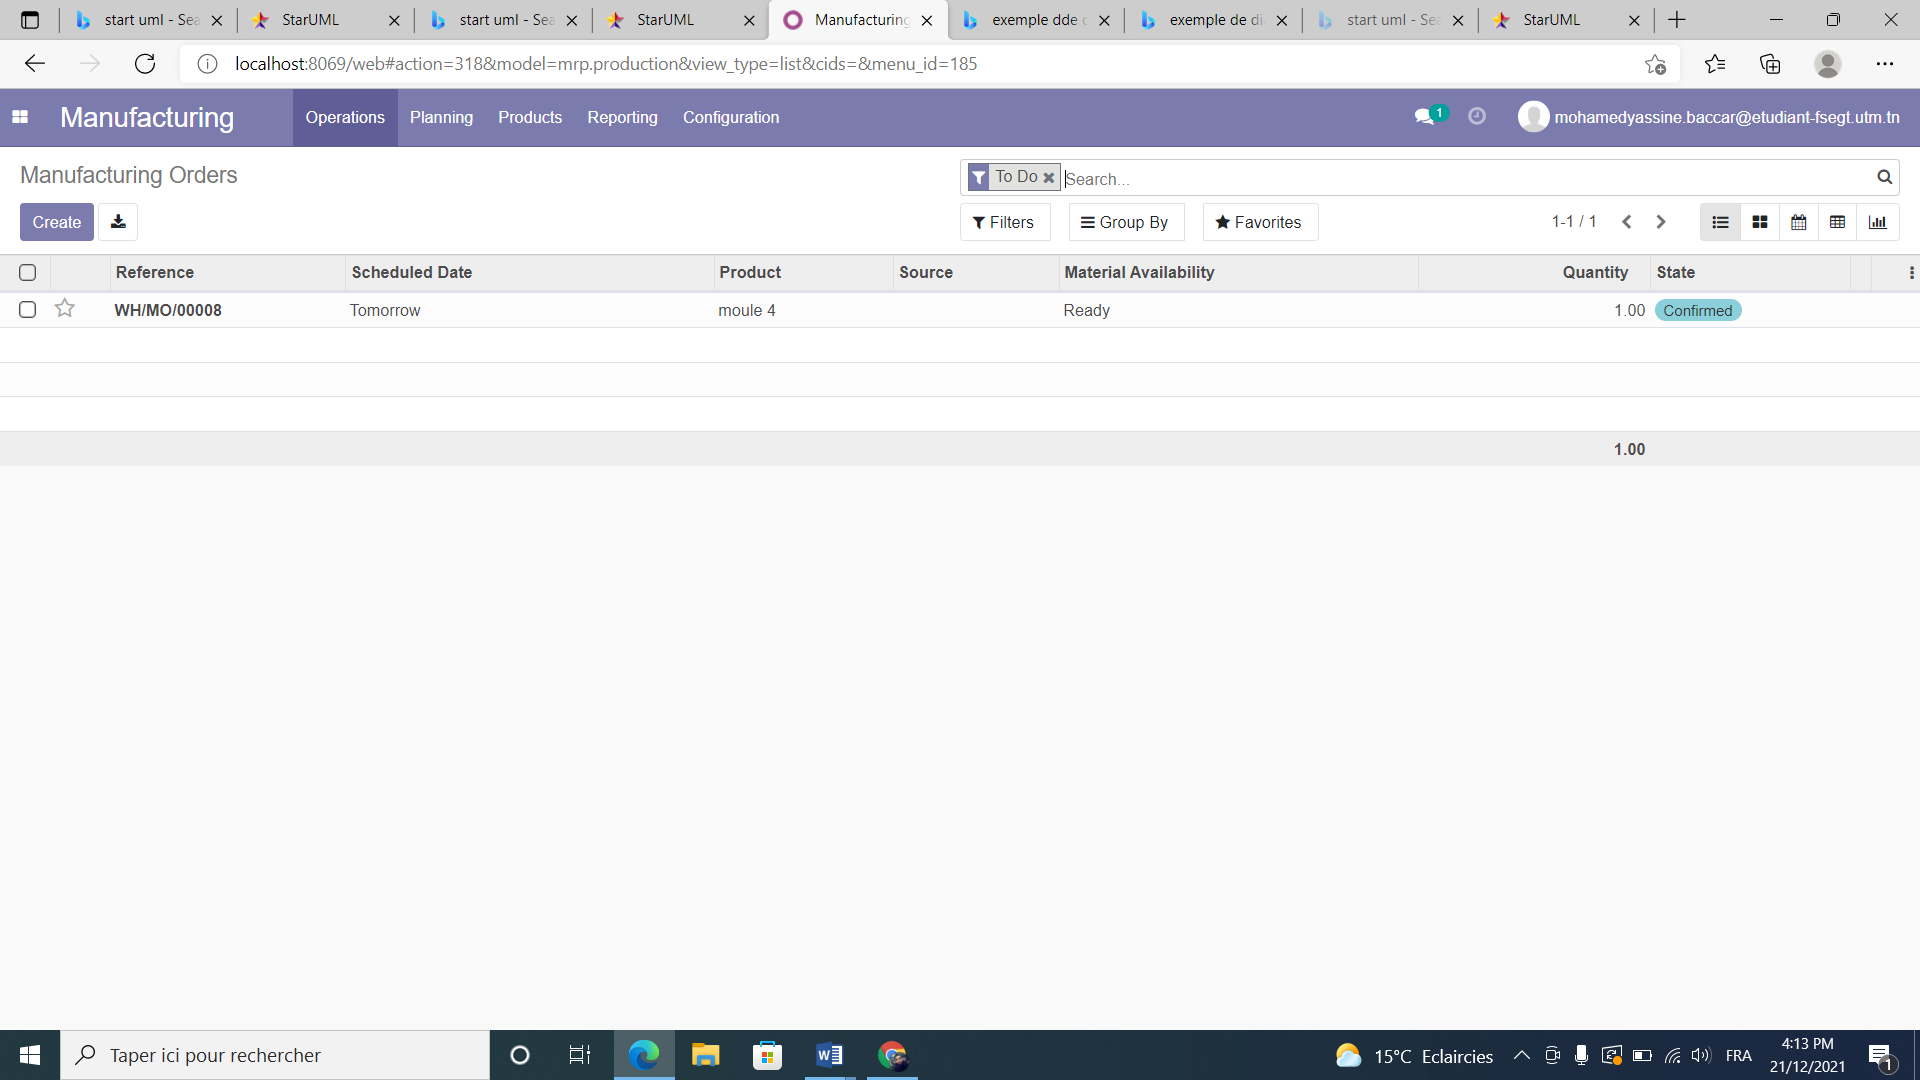 start uml - Sea
StarUML
start uml - Sea
StarUML
Manufacturing
exemple dde c
exemple de di
start uml - Sea
StarUML
localhost:8069/web#action=318&model=mrp.production&view_type=list&cids=&menu_id=185
Manufacturing
Operations
Planning
Products
Reporting
Configuration
1
mohamedyassine.baccar@etudiant-fsegt.utm.tn
Manufacturing Orders
To Do
Search...
Create
Filters
Group By
Favorites
1-1 / 1
Reference Scheduled Date Product Source Material Availability Quantity State
WH/MO/00008 Tomorrow moule 4 Ready 1.00 Confirmed
1.00
Taper ici pour rechercher
15°C Eclaircies
FRA
4:13 PM
21/12/2021
1